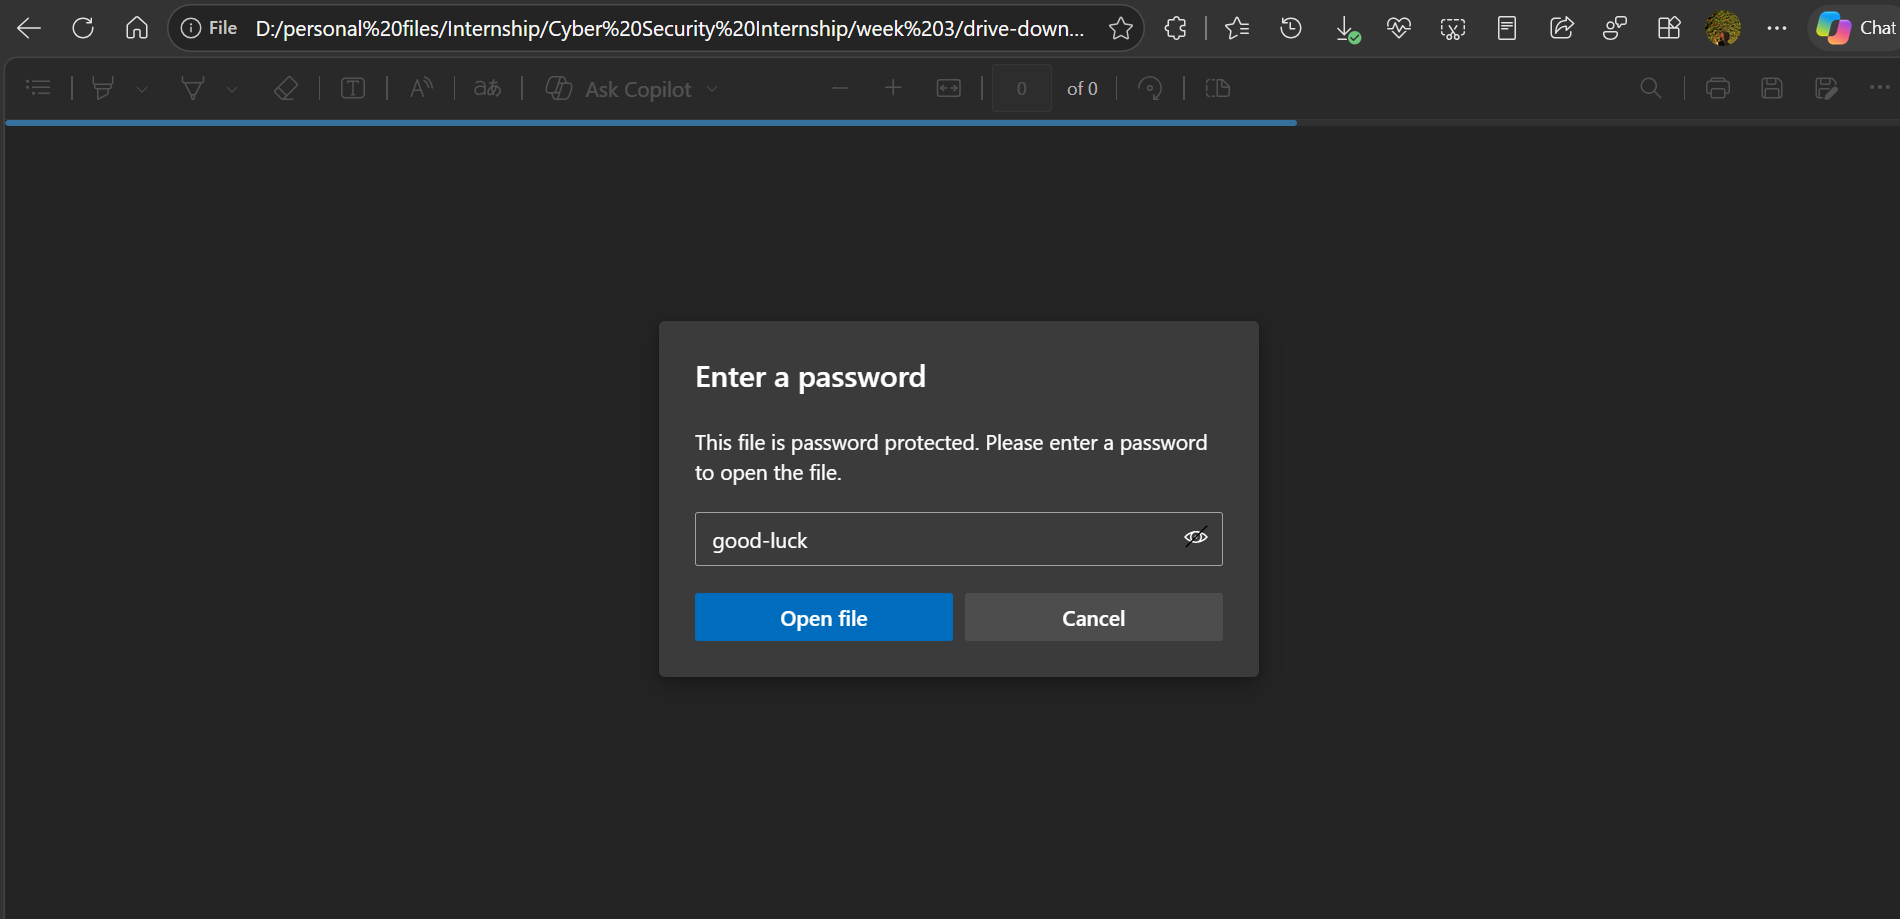 File D:/personal%20files/Internship/Cyber%20Security%20Internship/week%203/drive-down... Chat
Ask Copilot 0 of 0
Enter a password
This file is password protected. Please enter a password
to open the file.
good-luck
Open file Cancel